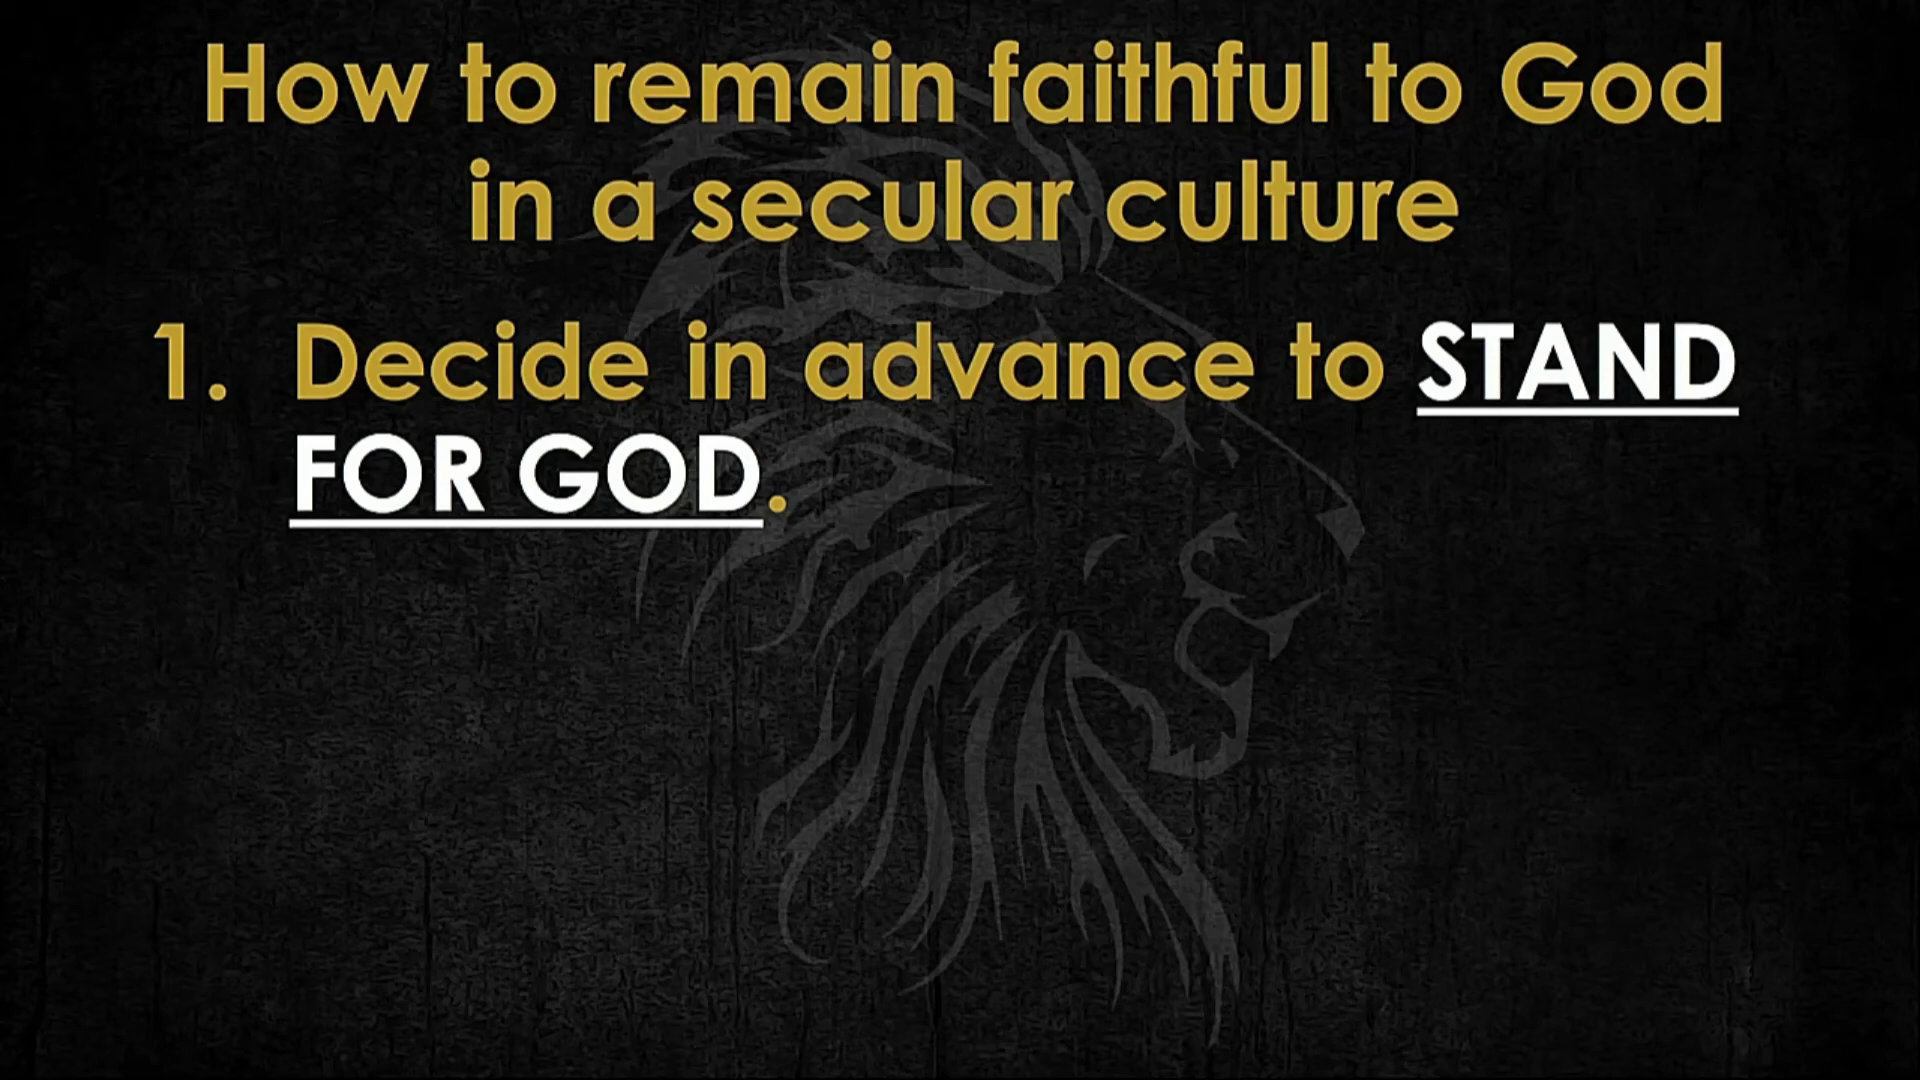 How to remain faithful to God
in a secular culture
1. Decide in advance to STAND
FOR GOD.